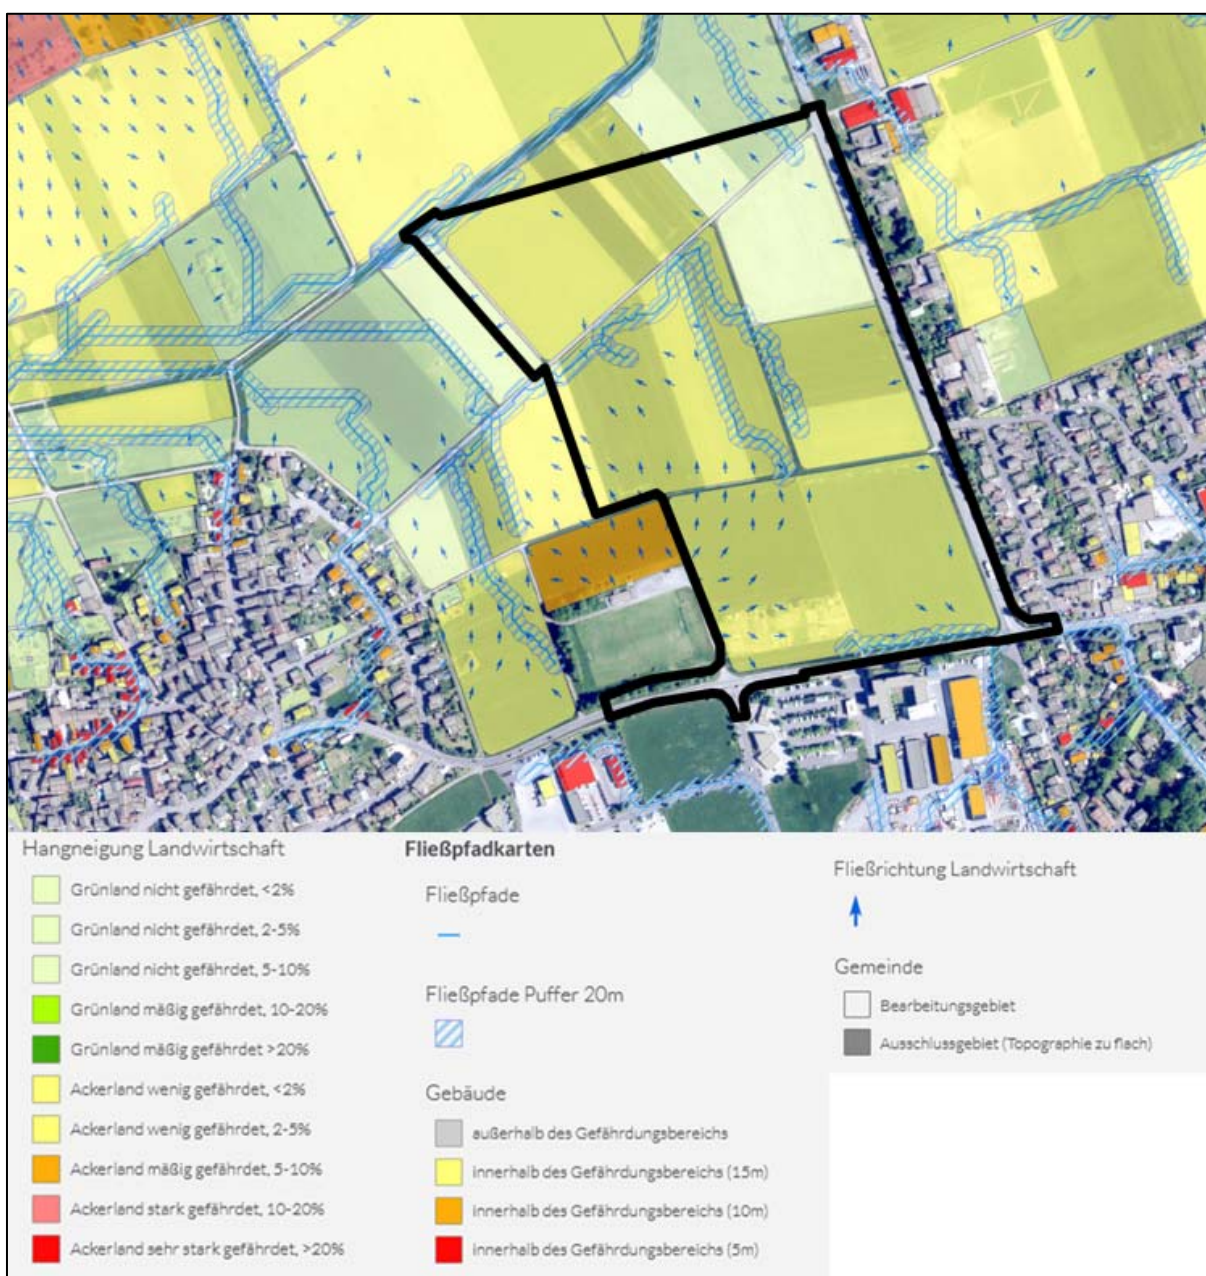 Hangneigung Landwirtschaft
Grünland nicht gefährdet, <2%
Grünland nicht gefährdet, 2-5%
Grünland nicht gefährdet, 5-10%
Grünland mäßig gefährdet, 10-20%
Grünland mäßig gefährdet >20%
Ackerland wenig gefährdet, <2%
Ackerland wenig gefährdet, 2-5%
Ackerland mäßig gefährdet, 5-10%
Ackerland stark gefährdet, 10-20%
Ackerland sehr stark gefährdet, >20%
Fließpfadkarten
Fließpfade
Fließpfade Puffer 20m
Gebäude
außerhalb des Gefährdungsbereichs
innerhalb des Gefährdungsbereichs (15m)
innerhalb des Gefährdungsbereichs (10m)
innerhalb des Gefährdungsbereichs (5m)
Fließrichtung Landwirtschaft
Gemeinde
Bearbeitungsgebiet
Ausschlussgebiet (Topographie zu flach)